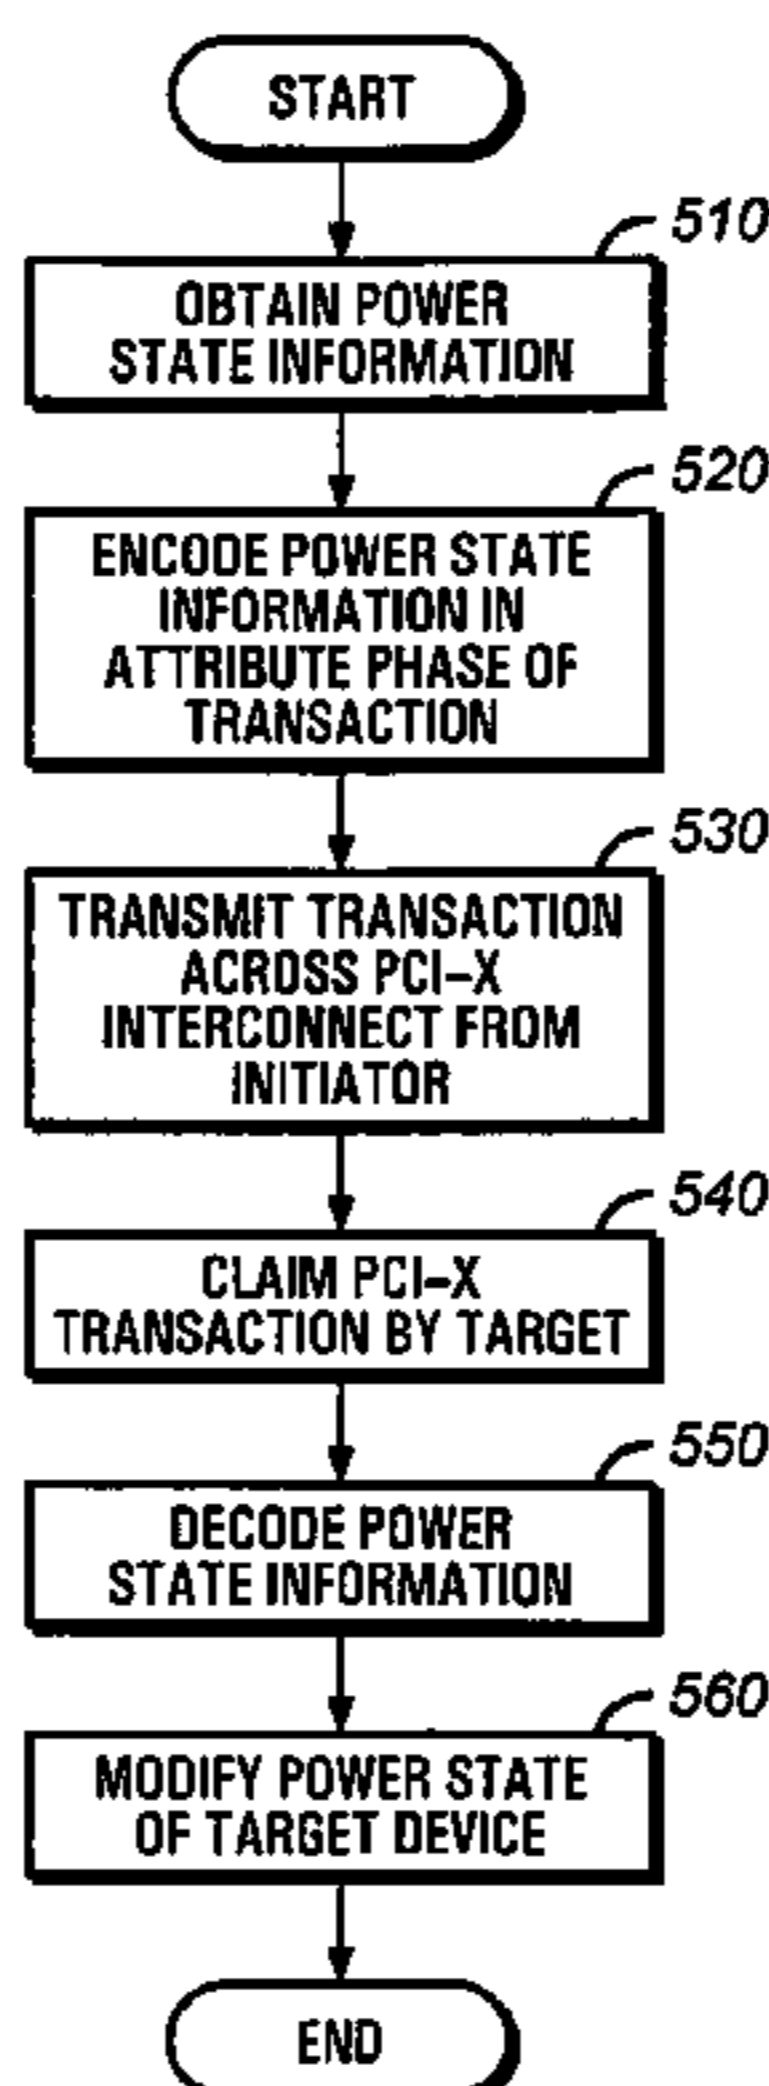 START
510
OBTAIN POWER
STATE INFORMATION
520
ENCODE POWER STATE
INFORMATION IN
ATTRIBUTE PHASE OF
TRANSACTION
530
TRANSMIT TRANSACTION
ACROSS PCI-X
INTERCONNECT FROM
INITIATOR
540
CLAIM PCI-X
TRANSACTION BY TARGET
550
DECODE POWER
STATE INFORMATION
560
MODIFY POWER STATE
OF TARGET DEVICE
END